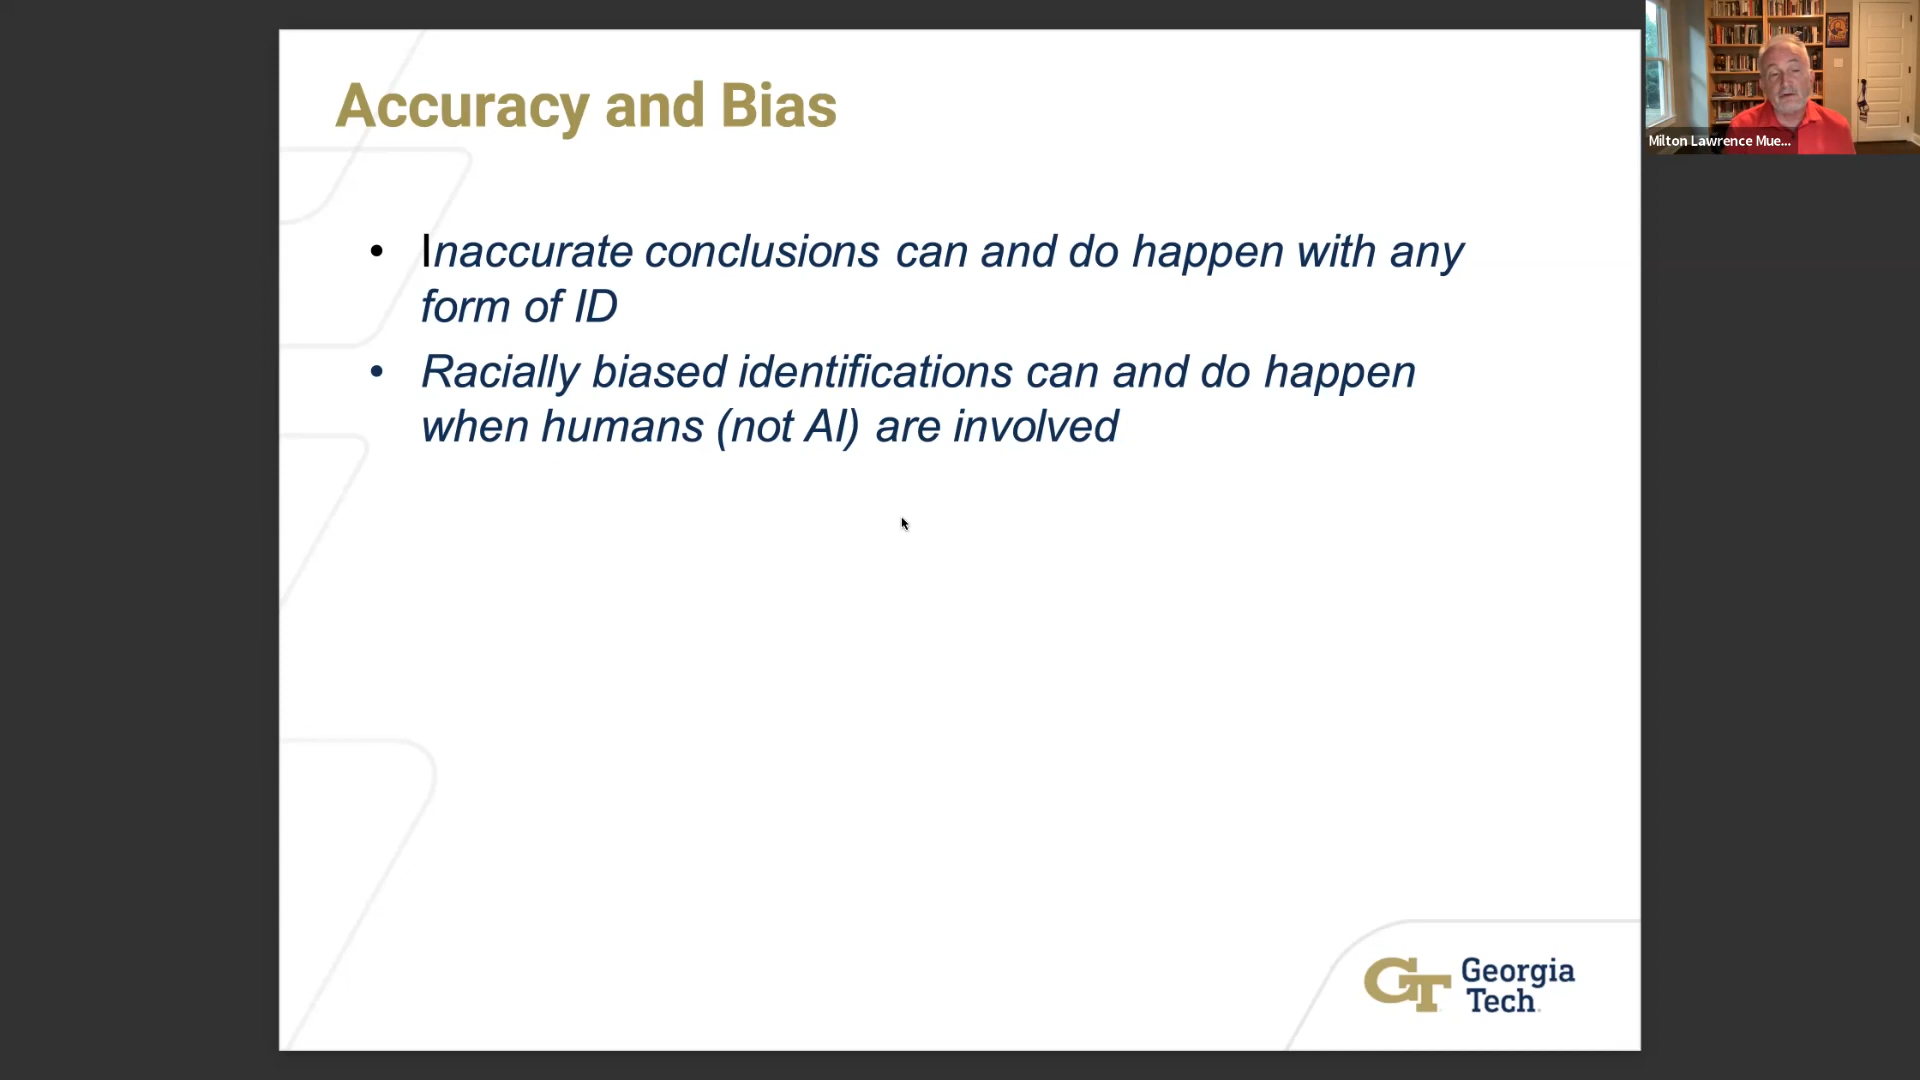 Accuracy and Bias
• Inaccurate conclusions can and do happen with any
form of ID
• Racially biased identifications can and do happen
when humans (not AI) are involved
Milton Lawrence Mue...
GT Georgia
Tech